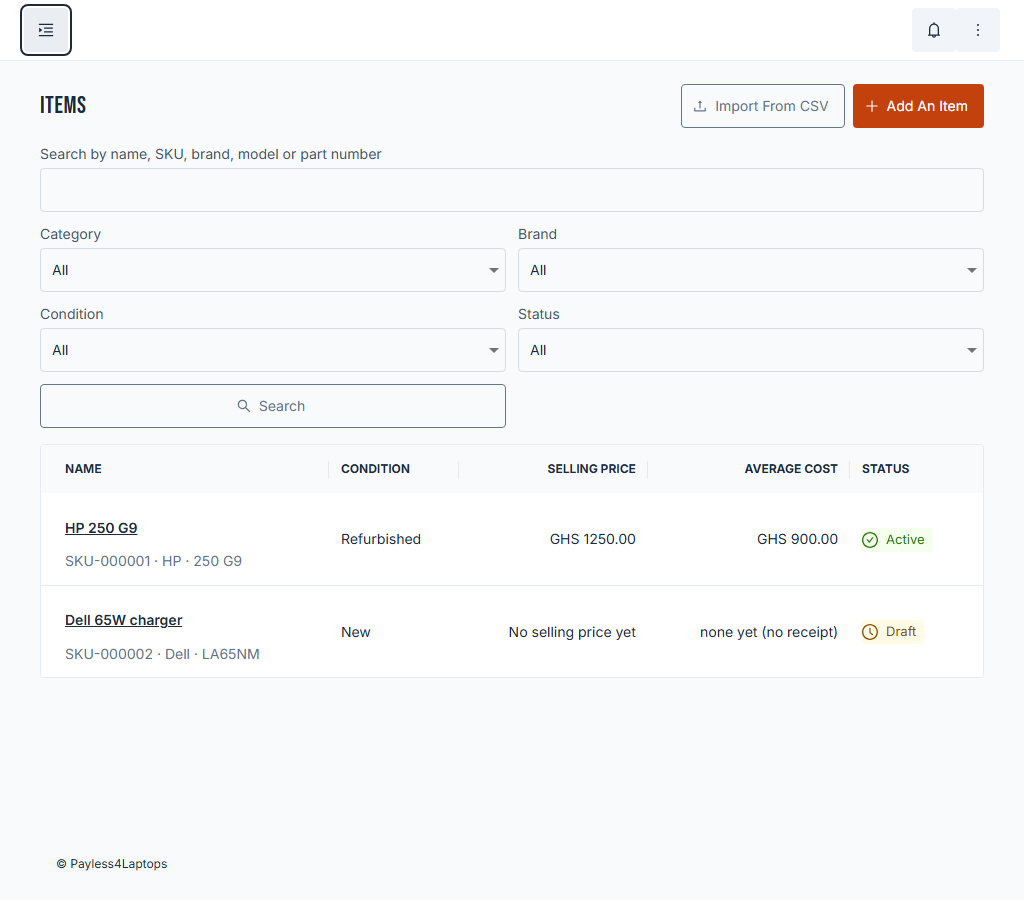 ITEMS
Import From CSV
Add An Item
Search by name, SKU, brand, model or part number
Category
Brand
All
All
Condition
Status
All
All
Search
NAME
CONDITION
SELLING PRICE
AVERAGE COST
STATUS
HP 250 G9
SKU-000001 · HP · 250 G9
Refurbished
GHS 1250.00
GHS 900.00
Active
Dell 65W charger
SKU-000002 · Dell · LA65NM
New
No selling price yet
none yet (no receipt)
Draft
© Payless4Laptops